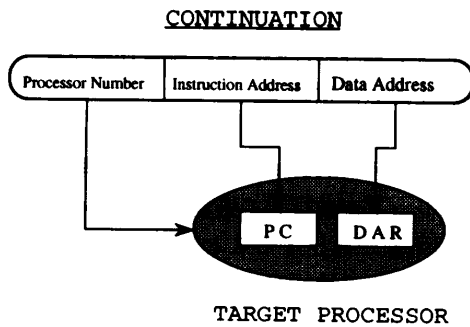 CONTINUATION
Processor Number Instruction Address Data Address
PC DAR
TARGET PROCESSOR